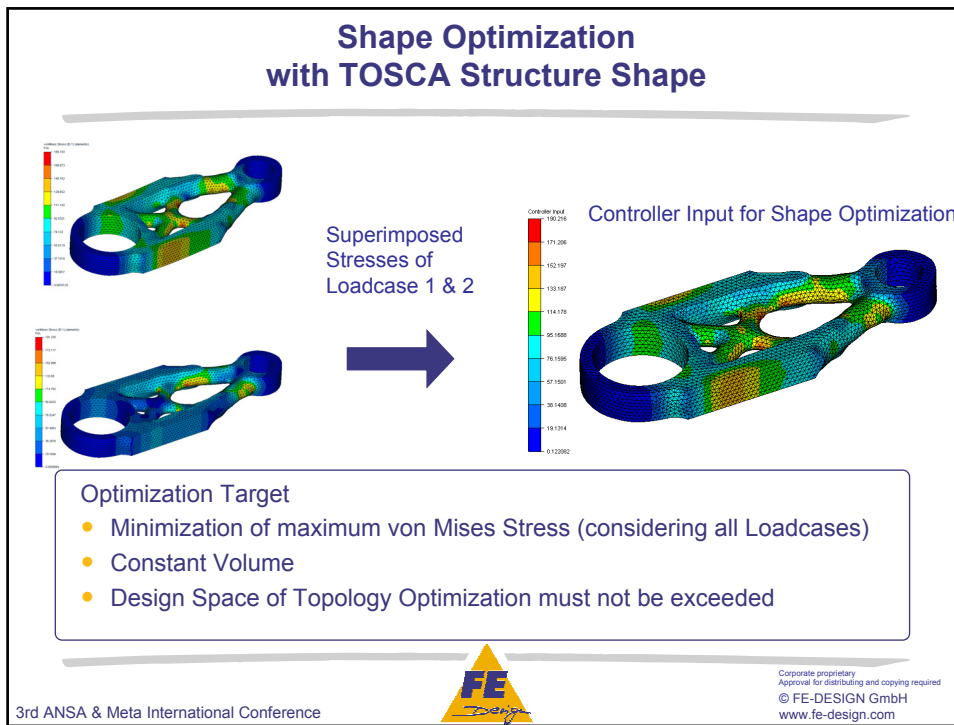 Shape Optimization
with TOSCA Structure Shape
Superimposed
Stresses of
Loadcase 1 & 2
Controller Input for Shape Optimization
Controller Input
190.216
171.206
152.197
133.187
114.178
95.1688
76.1595
57.1501
38.1408
19.1314
0.122082
Optimization Target
• Minimization of maximum von Mises Stress (considering all Loadcases)
• Constant Volume
• Design Space of Topology Optimization must not be exceeded
3rd ANSA & Meta International Conference
FE
Design
Corporate proprietary
Approval for distributing and copying required
© FE-DESIGN GmbH
www.fe-design.com